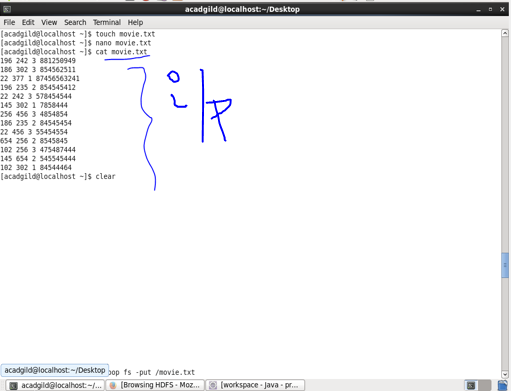 acadgild@localhost:~/Desktop
File Edit View Search Terminal Help
[acadgild@localhost ~]$ touch movie.txt
[acadgild@localhost ~]$ nano movie.txt
[acadgild@localhost ~]$ cat movie.txt
196 242 3 881250949
186 302 3 854562511
22 377 1 87456563241
196 235 2 854545412
22 242 3 578454544
145 302 1 7858444
256 456 3 4854854
186 235 2 84545454
22 456 3 55454554
654 256 2 8545845
102 256 3 475487444
145 654 2 545545444
102 302 1 84544464
[acadgild@localhost ~]$ clear
acadgild@localhost:~/Desktop
oop fs -put /movie.txt
acadgild@localhost:~/...
[Browsing HDFS - Moz...
[workspace - Java - pr...